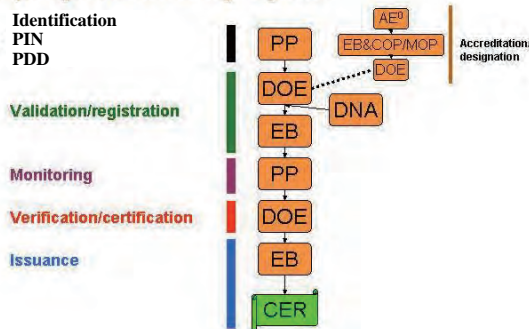 Identification
PIN
PDD
Validation/registration
Monitoring
Verification/certification
Issuance
PP
DOE
DNA
EB
PP
DOE
EB
CER
EB&COP/MOP
DOE
Accreditation/
designation